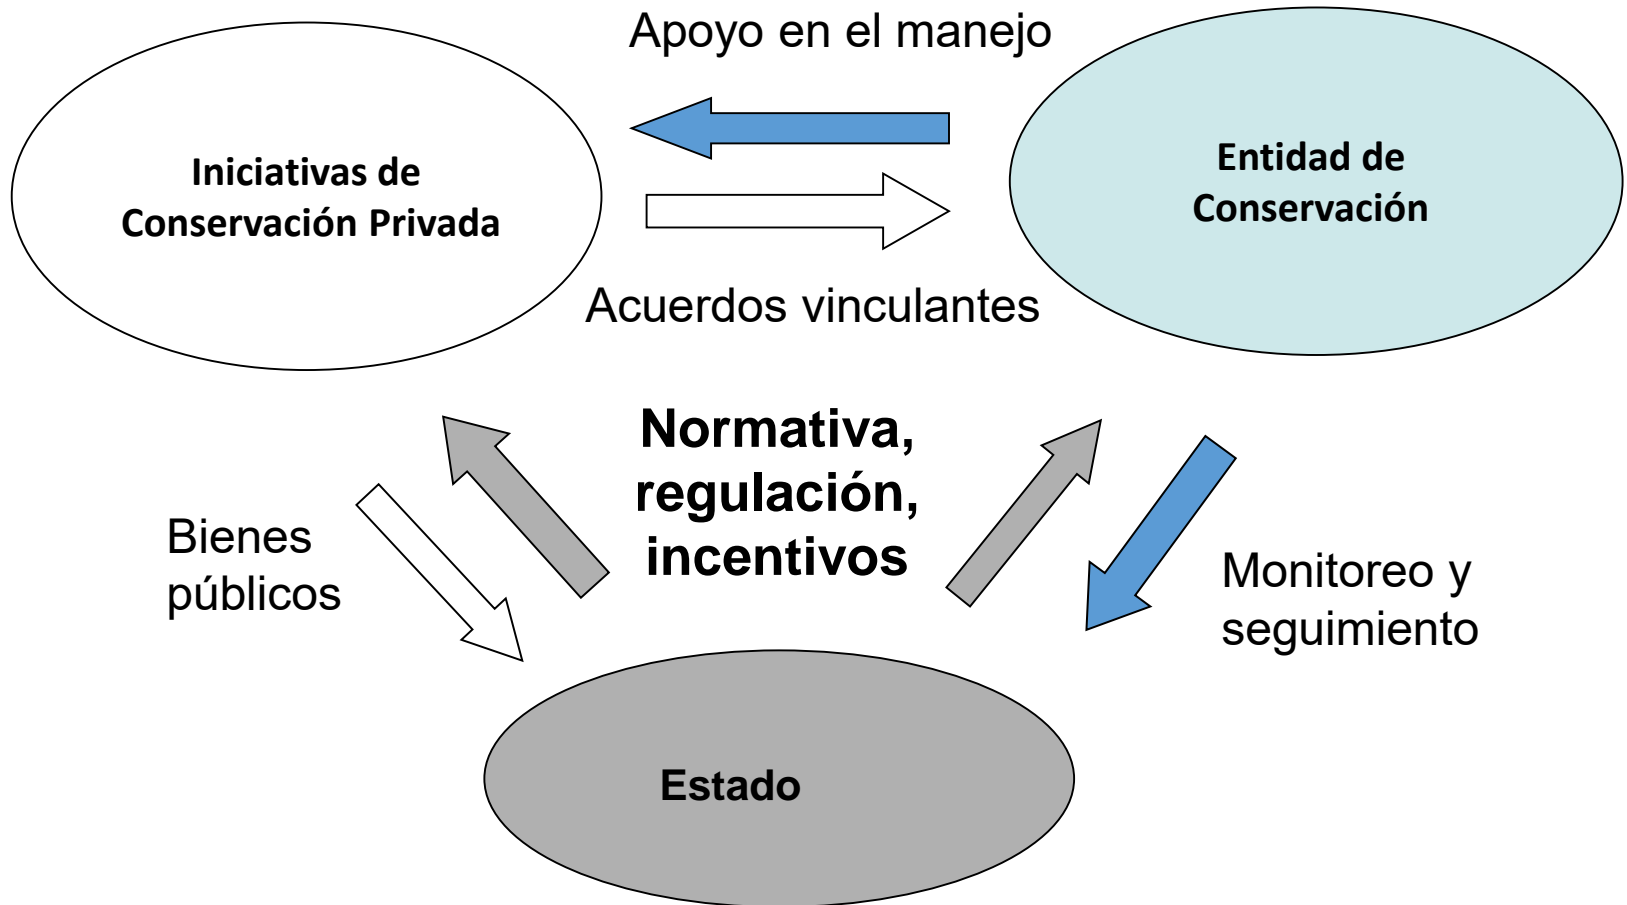 Apoyo en el manejo
Iniciativas de
Conservación Privada
Entidad de
Conservación
Acuerdos vinculantes
Normativa,
regulación,
incentivos
Bienes
públicos
Monitoreo y
seguimiento
Estado